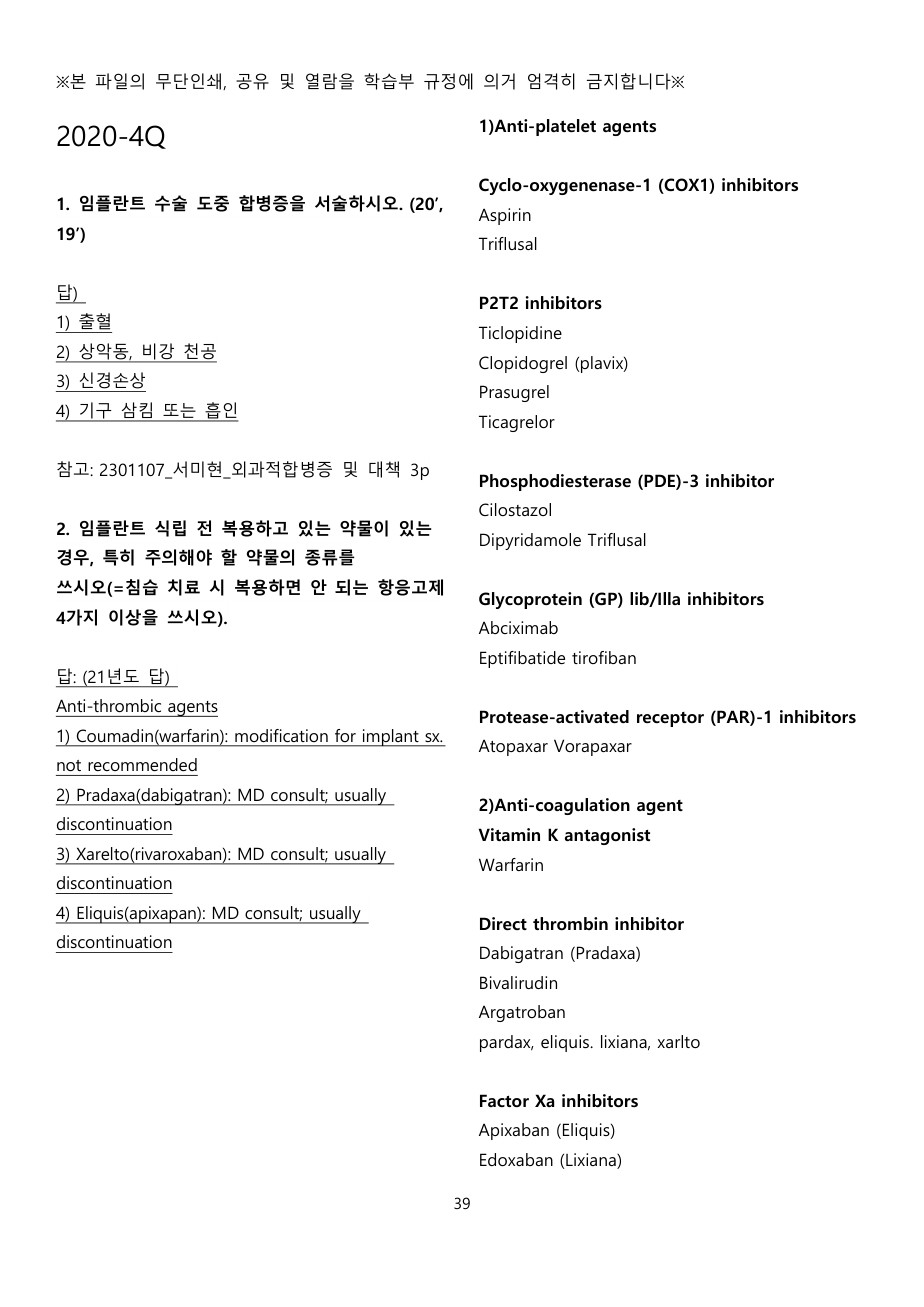 ※본 파일의 무단인쇄, 공유 및 열람을 학습부 규정에 의거 엄격히 금지합니다※
2020-4Q
1. 임플란트 수술 도중 합병증을 서술하시오. (20’,
19’)
답)
1) 출혈
2) 상악동, 비강 천공
3) 신경손상
4) 기구 삼킴 또는 흡인
참고: 2301107_서미현_외과적합병증 및 대책 3p
2. 임플란트 식립 전 복용하고 있는 약물이 있는
경우, 특히 주의해야 할 약물의 종류를
쓰시오(=침습 치료 시 복용하면 안 되는 항응고제
4가지 이상을 쓰시오).
답: (21년도 답)
Anti-thrombic agents
1) Coumadin(warfarin): modification for implant sx.
not recommended
2) Pradaxa(dabigatran): MD consult; usually
discontinuation
3) Xarelto(rivaroxaban): MD consult; usually
discontinuation
4) Eliquis(apixapan): MD consult; usually
discontinuation
1)Anti-platelet agents
Cyclo-oxygenenase-1 (COX1) inhibitors
Aspirin
Triflusal
P2T2 inhibitors
Ticlopidine
Clopidogrel (plavix)
Prasugrel
Ticagrelor
Phosphodiesterase (PDE)-3 inhibitor
Cilostazol
Dipyridamole Triflusal
Glycoprotein (GP) lib/Illa inhibitors
Abciximab
Eptifibatide tirofiban
Protease-activated receptor (PAR)-1 inhibitors
Atopaxar Vorapaxar
2)Anti-coagulation agent
Vitamin K antagonist
Warfarin
Direct thrombin inhibitor
Dabigatran (Pradaxa)
Bivalirudin
Argatroban
pardax, eliquis. lixiana, xarlto
Factor Xa inhibitors
Apixaban (Eliquis)
Edoxaban (Lixiana)
39